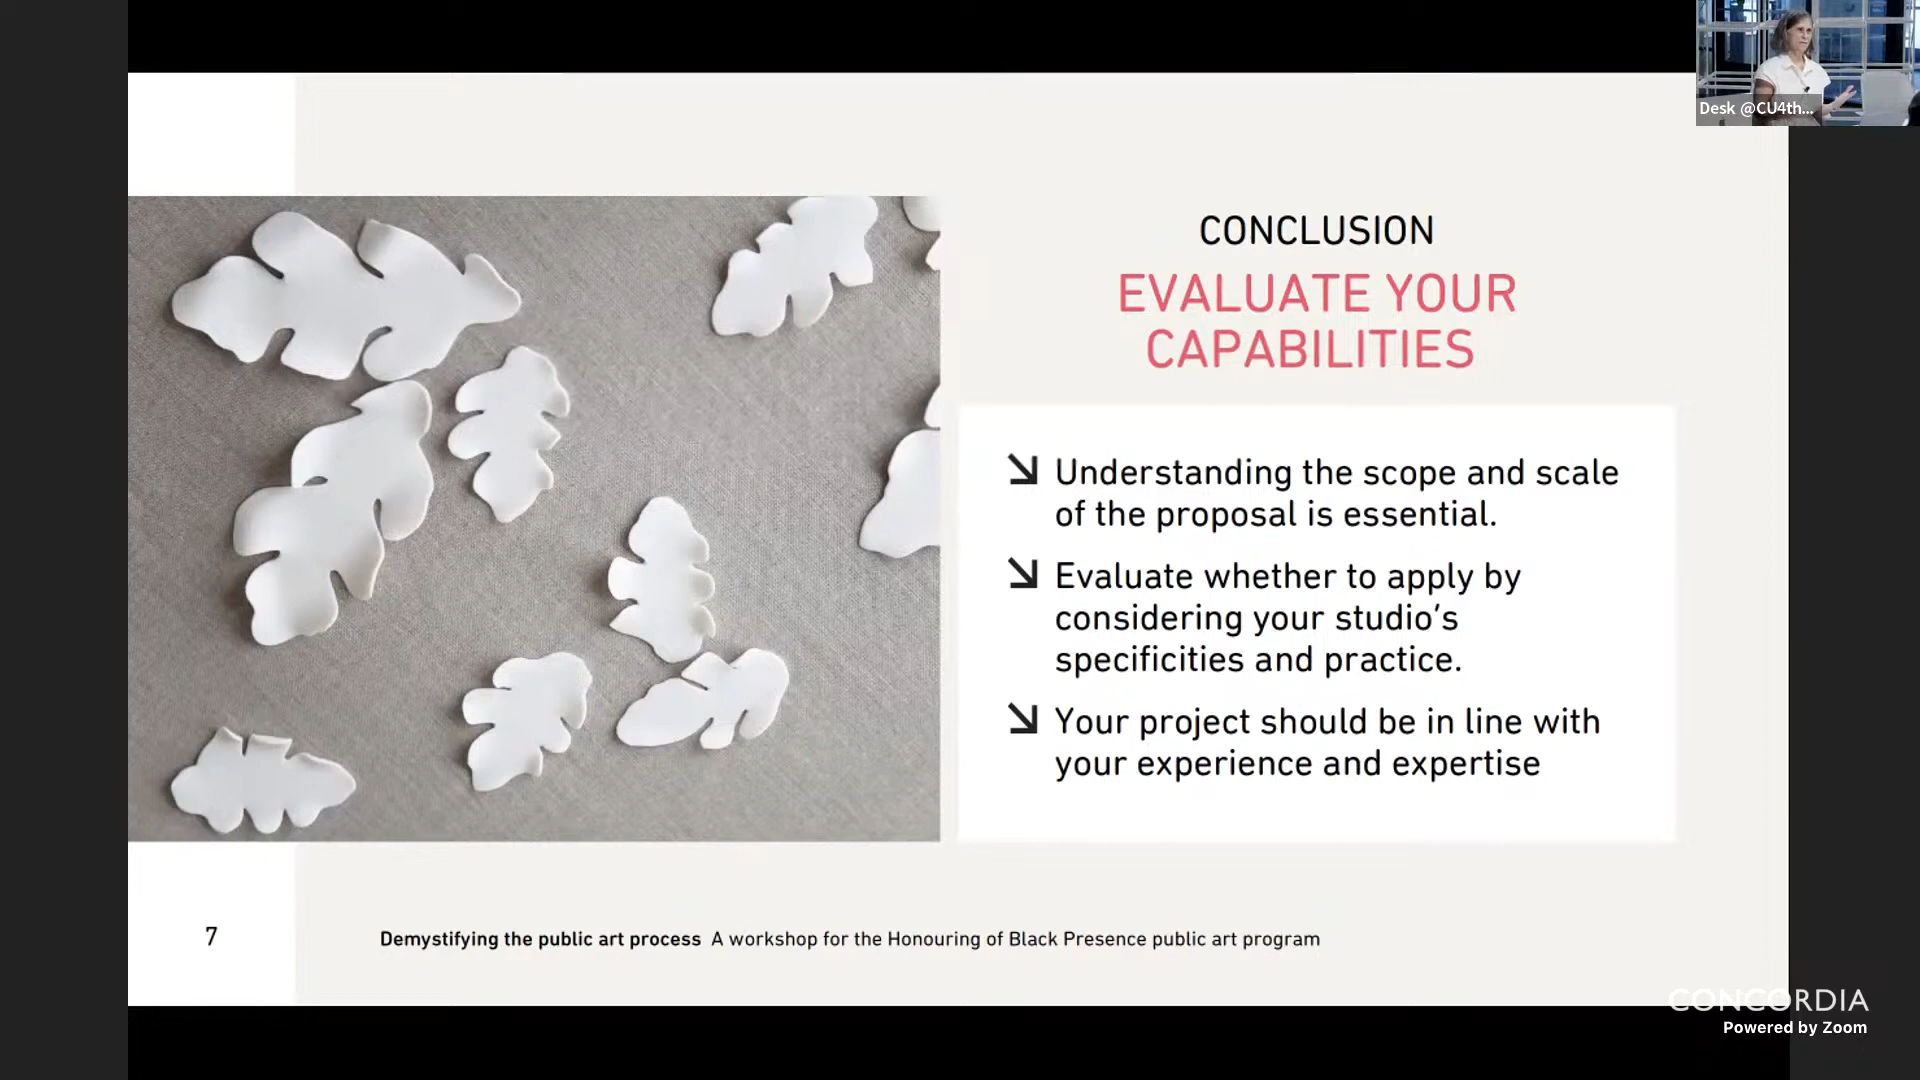 Desk @CU4th...
CONCLUSION
EVALUATE YOUR
CAPABILITIES
Understanding the scope and scale
of the proposal is essential.
Evaluate whether to apply by
considering your studio’s
specificities and practice.
Your project should be in line with
your experience and expertise
7
Demystifying the public art process A workshop for the Honouring of Black Presence public art program
CONCORDIA
Powered by Zoom